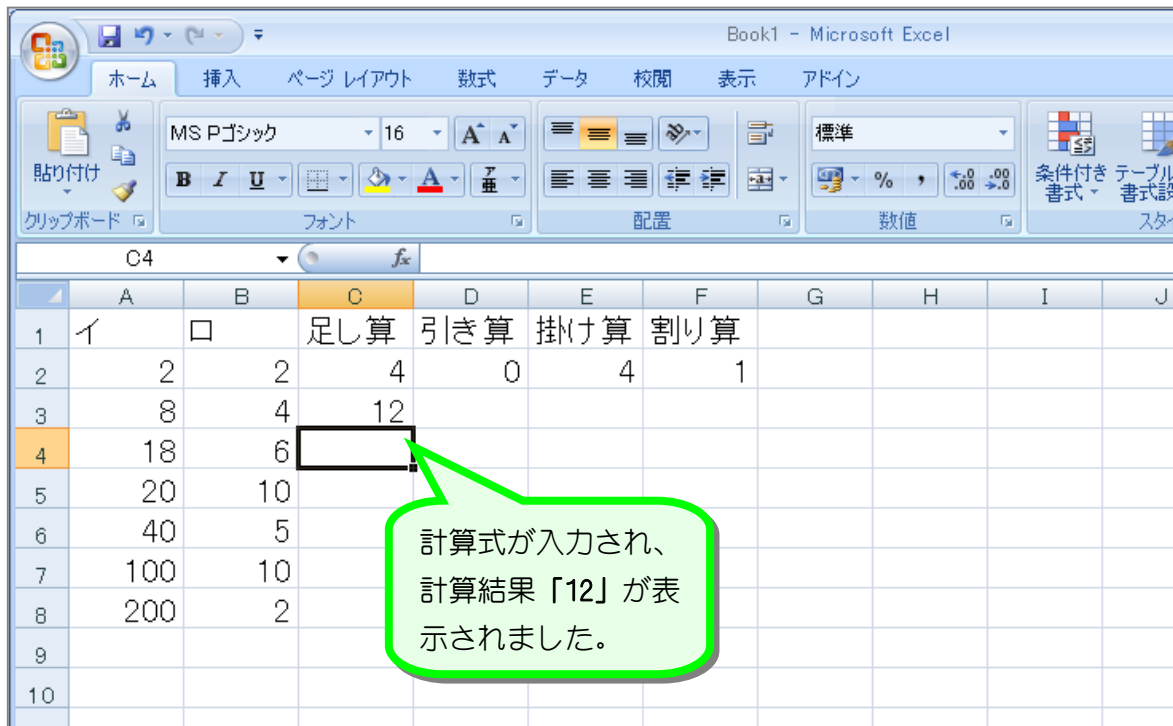 Book1 - Microsoft Excel
ホーム 挿入 ページ レイアウト 数式 データ 校閲 表示 アドイン
MS Pゴシック 16 A A 標準
貼り付け B I U A ア亜 % , .00 .00 条件付き書式 テーブル書式設
クリップボード フォント 配置 数値 スタイ
C4 fx
A B C D E F G H I J
1 イ ロ 足し算 引き算 掛け算 割り算
2 2 2 4 0 4 1
3 8 4 12
4 18 6
5 20 10
6 40 5
7 100 10
8 200 2
9
10
計算式が入力され、
計算結果「12」が表
示されました。